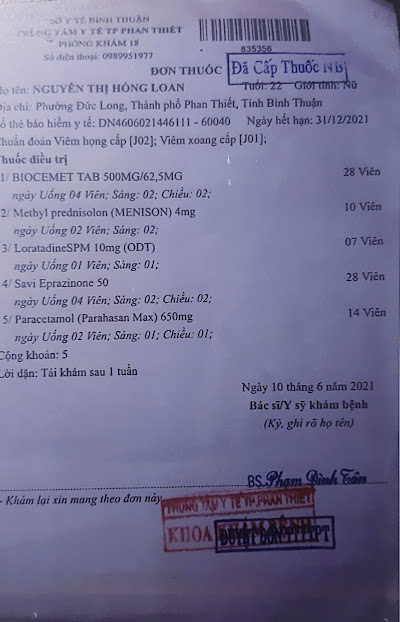 SỞ Y TẾ BÌNH THUẬN
TRUNG TÂM Y TẾ TP PHAN THIẾT
PHÒNG KHÁM 18
Số điện thoại: 0989951977
835356
ĐƠN THUỐC
Đã Cấp Thuốc NB
Họ tên: NGUYỄN THỊ HỒNG LOAN Tuổi: 22 Giới tính: Nữ
Địa chỉ: Phường Đức Long, Thành phố Phan Thiết, Tỉnh Bình Thuận
Số thẻ bảo hiểm y tế: DN4606021446111 - 60040 Ngày hết hạn: 31/12/2021
Chuẩn đoán Viêm họng cấp [J02]; Viêm xoang cấp [J01];
Thuốc điều trị
1/ BIOCEMET TAB 500MG/62,5MG 28 Viên
ngày Uống 04 Viên; Sáng: 02; Chiều: 02;
2/ Methyl prednisolon (MENISON) 4mg 10 Viên
ngày Uống 02 Viên; Sáng: 02;
3/ LoratadineSPM 10mg (ODT) 07 Viên
ngày Uống 01 Viên; Sáng: 01;
4/ Savi Eprazinone 50 28 Viên
ngày Uống 04 Viên; Sáng: 02; Chiều: 02;
5/ Paracetamol (Parahasan Max) 650mg 14 Viên
ngày Uống 02 Viên; Sáng: 01; Chiều: 01;
Cộng khoản: 5
Lời dặn: Tái khám sau 1 tuần
Ngày 10 tháng 6 năm 2021
Bác sĩ/Y sỹ khám bệnh
(Ký, ghi rõ họ tên)
BS. Phạm Đình Tân
- Khám lại xin mang theo đơn này
TRUNG TÂM Y TẾ TP.PHAN THIẾT
KHOA KHÁM BỆNH
DUYỆT ĐƠN